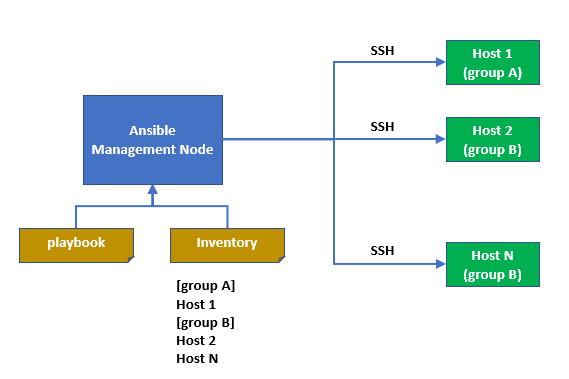 SSH
Host 1
(group A)
Ansible
Management Node
SSH
Host 2
(group B)
playbook
Inventory
SSH
Host N
(group B)
[group A]
Host 1
[group B]
Host 2
Host N